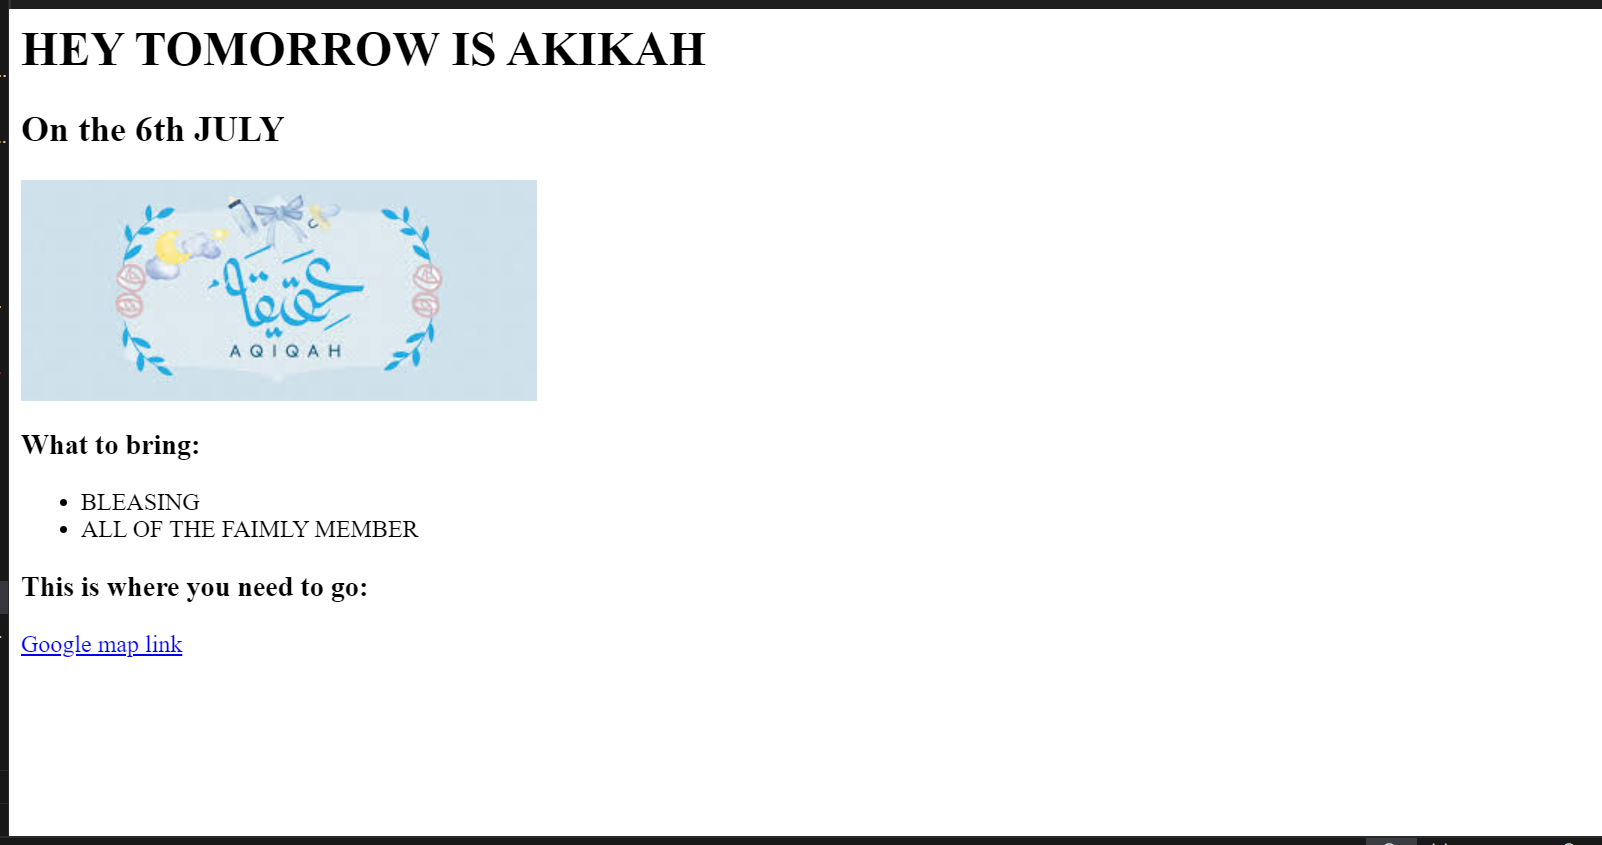 HEY TOMORROW IS AKIKAH
On the 6th JULY
عقيقة
AQIQAH
What to bring:
BLEASING
ALL OF THE FAIMLY MEMBER
This is where you need to go:
Google map link